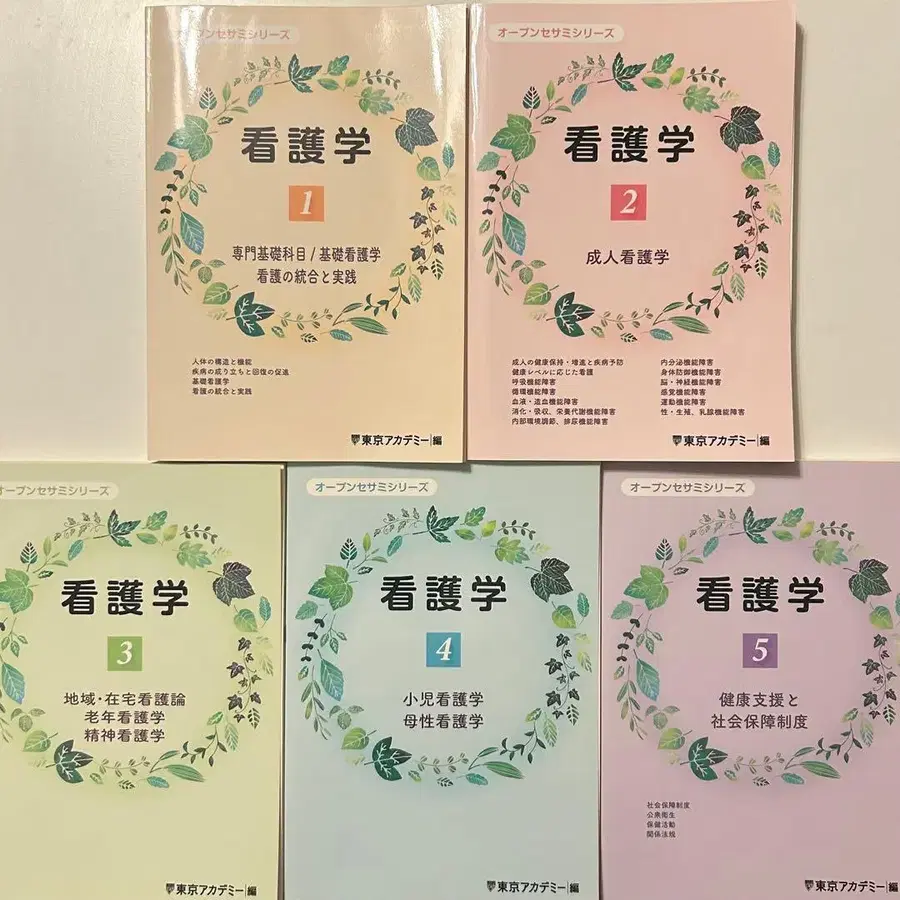 オープンセサミシリーズ
看護学
1
専門基礎科目/基礎看護学
看護の統合と実践
人体の構造と機能
疾病の成り立ちと回復の促進
基礎看護学
看護の統合と実践
東京アカデミー|編
オープンセサミシリーズ
看護学
2
成人看護学
成人の健康保持・増進と疾病予防
健康レベルに応じた看護
呼吸機能障害
循環機能障害
血液・造血機能障害
消化・吸収、栄養代謝機能障害
内部環境調節、排尿機能障害
内分泌機能障害
身体防御機能障害
脳・神経機能障害
感覚機能障害
運動機能障害
性・生殖、乳腺機能障害
東京アカデミー|編
オープンセサミシリーズ
看護学
3
地域・在宅看護論
老年看護学
精神看護学
東京アカデミー|編
オープンセサミシリーズ
看護学
4
小児看護学
母性看護学
東京アカデミー|編
オープンセサミシリーズ
看護学
5
健康支援と
社会保障制度
社会保障制度
公衆衛生
保健活動
関係法規
東京アカデミー|編